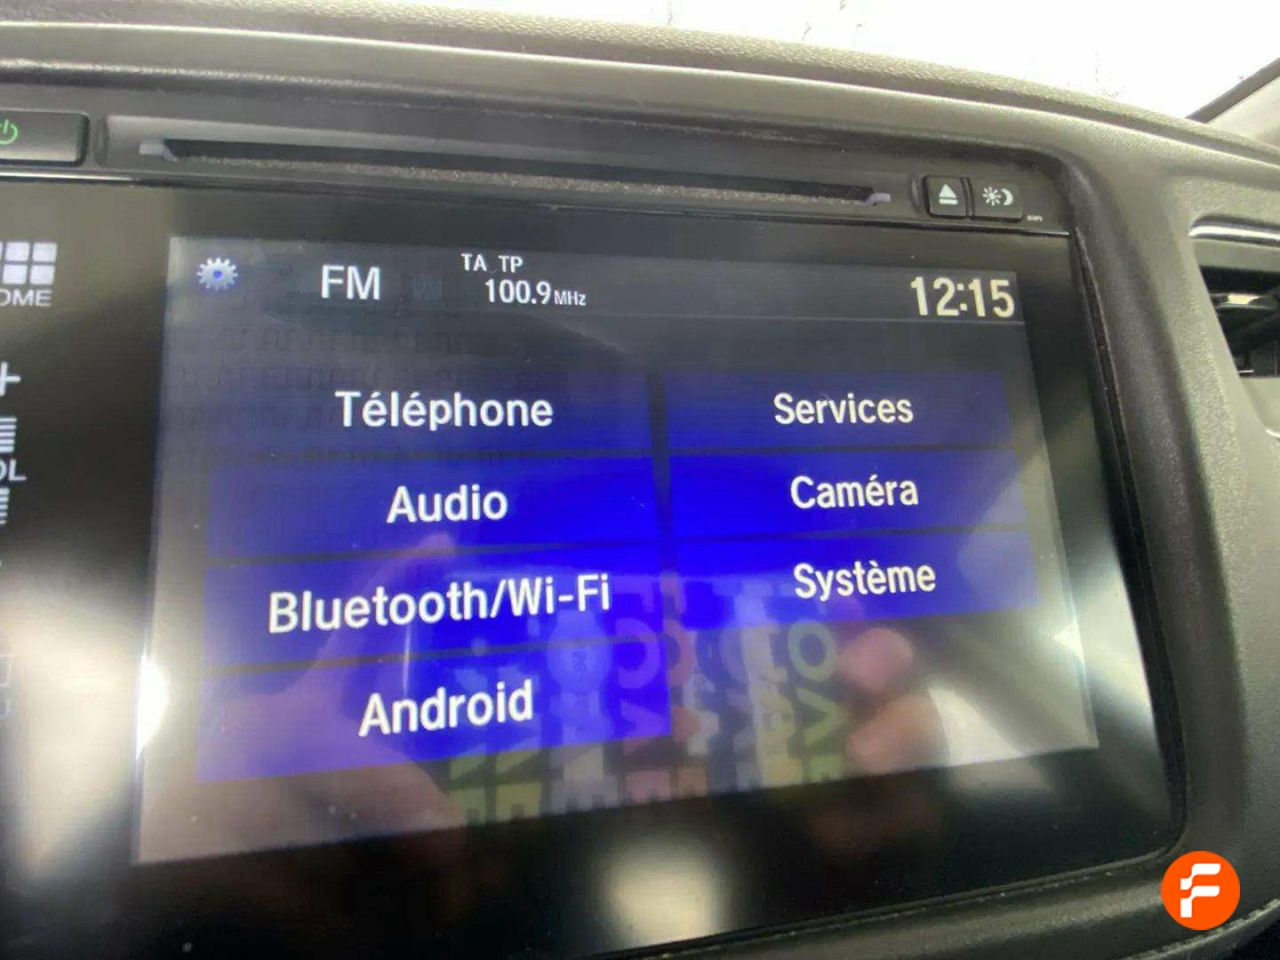 FM
TA TP
100.9 MHz
12:15
Téléphone
Services
Audio
Caméra
Bluetooth/Wi-Fi
Système
Android